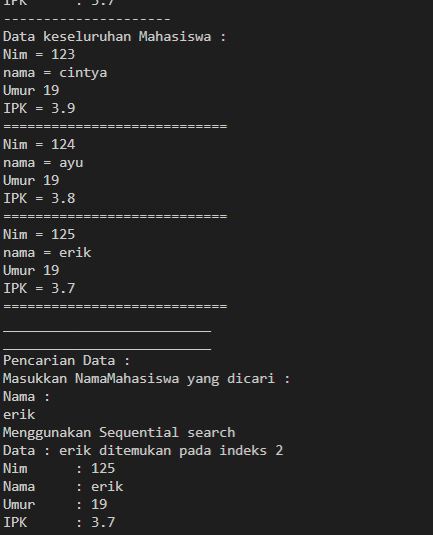 IPK      : 3.7
---------------------
Data keseluruhan Mahasiswa :
Nim = 123
nama = cintya
Umur 19
IPK = 3.9
============================
Nim = 124
nama = ayu
Umur 19
IPK = 3.8
============================
Nim = 125
nama = erik
Umur 19
IPK = 3.7
============================
__________________________
__________________________
Pencarian Data :
Masukkan NamaMahasiswa yang dicari :
Nama :
erik
Menggunakan Sequential search
Data : erik ditemukan pada indeks 2
Nim      : 125
Nama     : erik
Umur     : 19
IPK      : 3.7